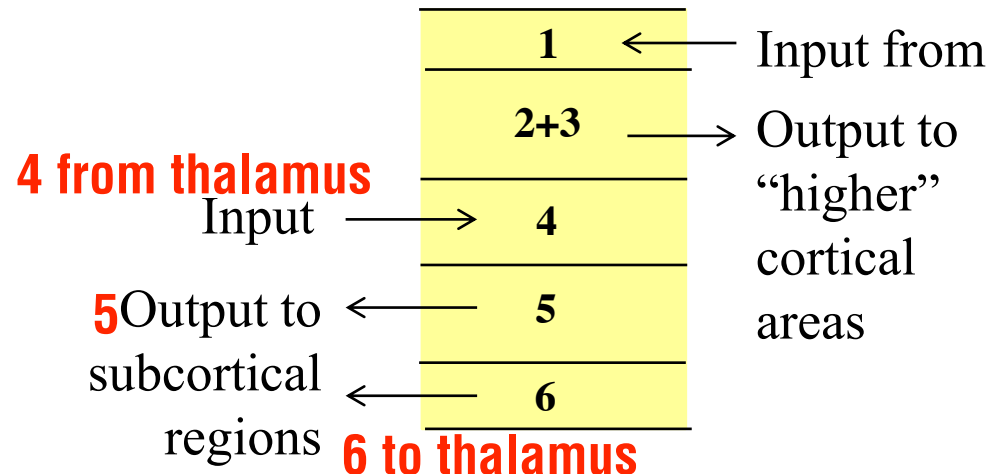 1
Input from
2+3
Output to
“higher”
cortical
areas
4 from thalamus
Input
4
5Output to
subcortical
regions
5
6
6 to thalamus